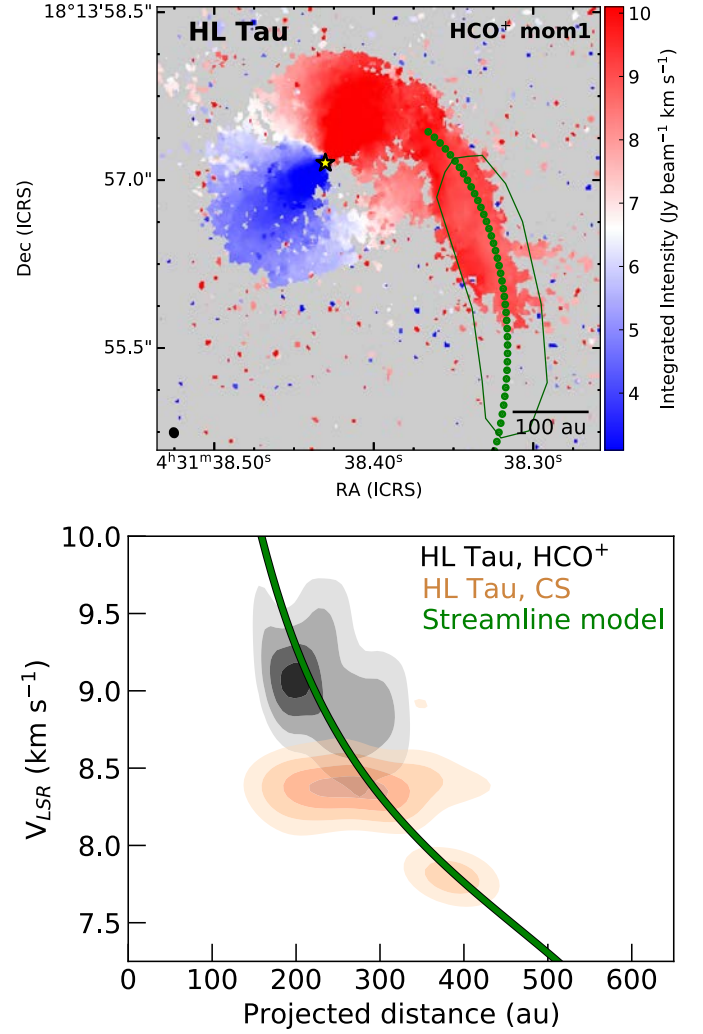 18°13'58.5"
HL Tau
HCO⁺ mom1
57.0"
55.5"
Dec (ICRS)
100 au
4ʰ31ᵐ38.50ˢ
38.40ˢ
38.30ˢ
RA (ICRS)
10
9
8
7
6
5
4
Integrated Intensity (Jy beam⁻¹ km s⁻¹)
10.0
9.5
9.0
8.5
8.0
7.5
V_LSR (km s⁻¹)
HL Tau, HCO⁺
HL Tau, CS
Streamline model
0
100
200
300
400
500
600
Projected distance (au)